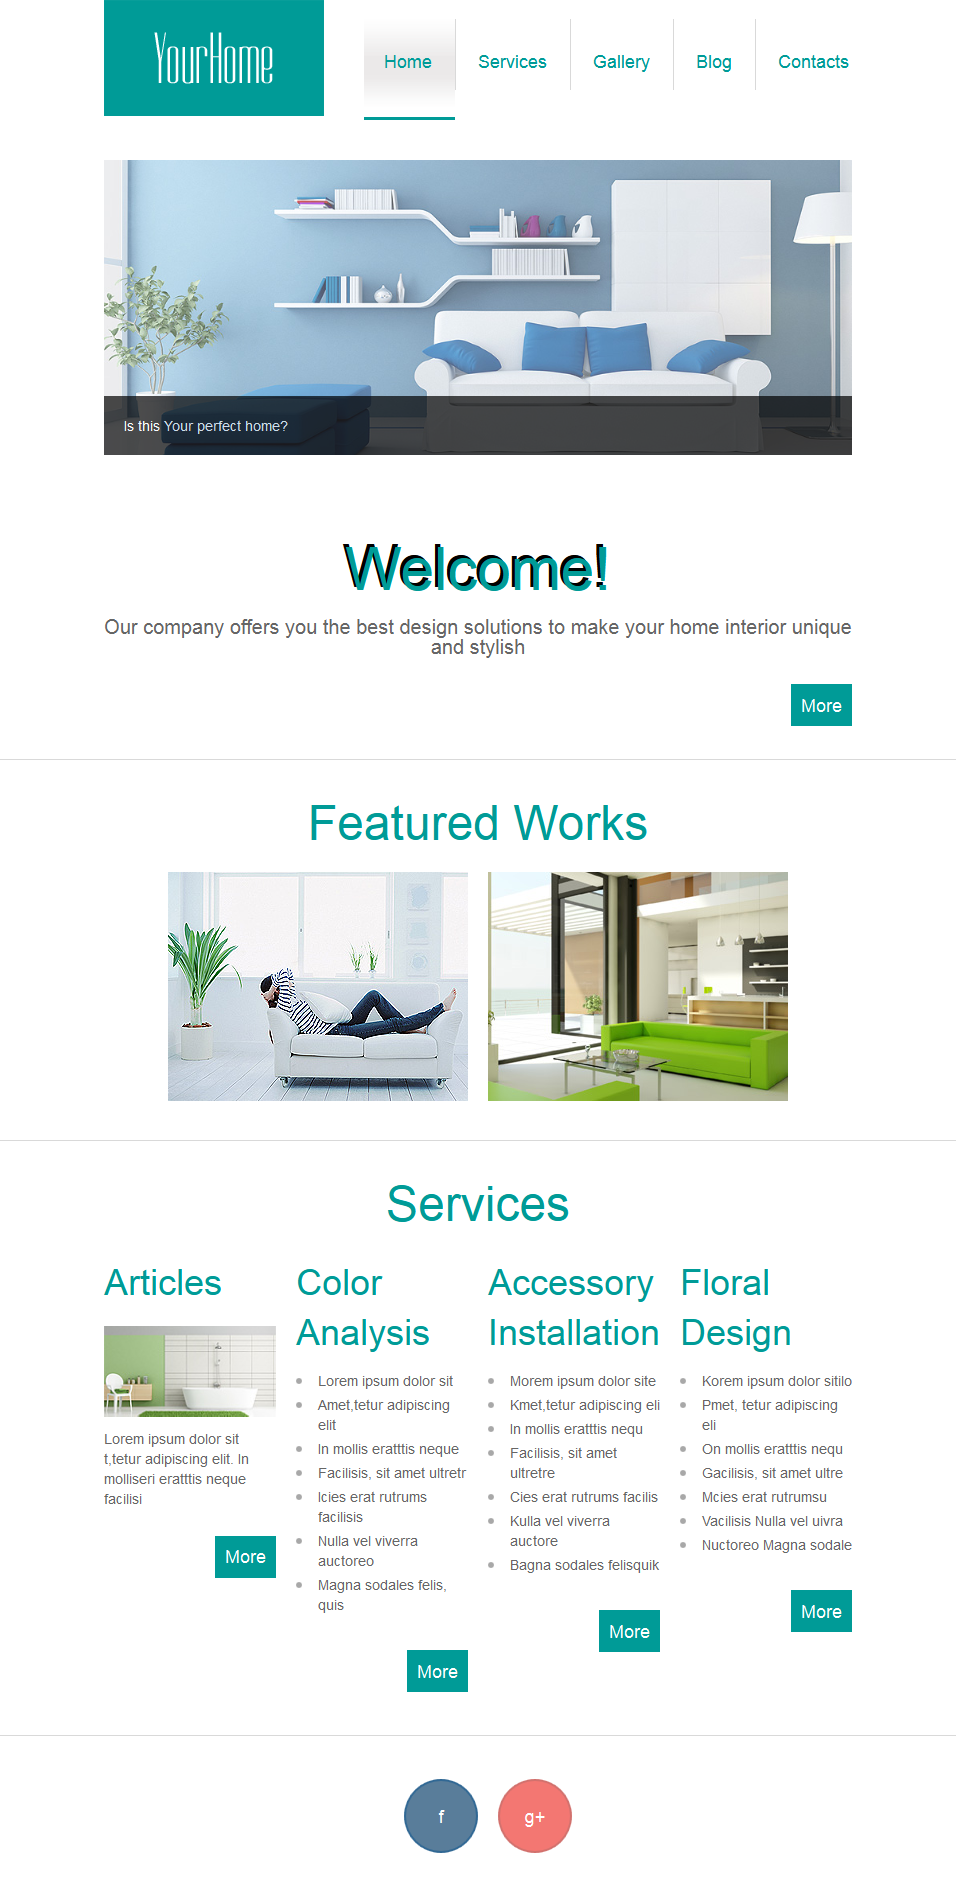 YourHome
Home
Services
Gallery
Blog
Contacts
Is this Your perfect home?
Welcome!
Our company offers you the best design solutions to make your home interior unique
and stylish
More
Featured Works
Services
Articles
Lorem ipsum dolor sit
t,tetur adipiscing elit. In
molliseri eratttis neque
facilisi
More
Color
Analysis
Lorem ipsum dolor sit
Amet,tetur adipiscing
elit
In mollis eratttis neque
Facilisis, sit amet ultretr
Icies erat rutrums
facilisis
Nulla vel viverra
auctoreo
Magna sodales felis,
quis
More
Accessory
Installation
Morem ipsum dolor site
Kmet,tetur adipiscing eli
In mollis eratttis nequ
Facilisis, sit amet
ultretre
Cies erat rutrums facilis
Kulla vel viverra
auctore
Bagna sodales felisquik
More
Floral
Design
Korem ipsum dolor sitilo
Pmet, tetur adipiscing
eli
On mollis eratttis nequ
Gacilisis, sit amet ultre
Mcies erat rutrumsu
Vacilisis Nulla vel uivra
Nuctoreo Magna sodale
More
f
g+